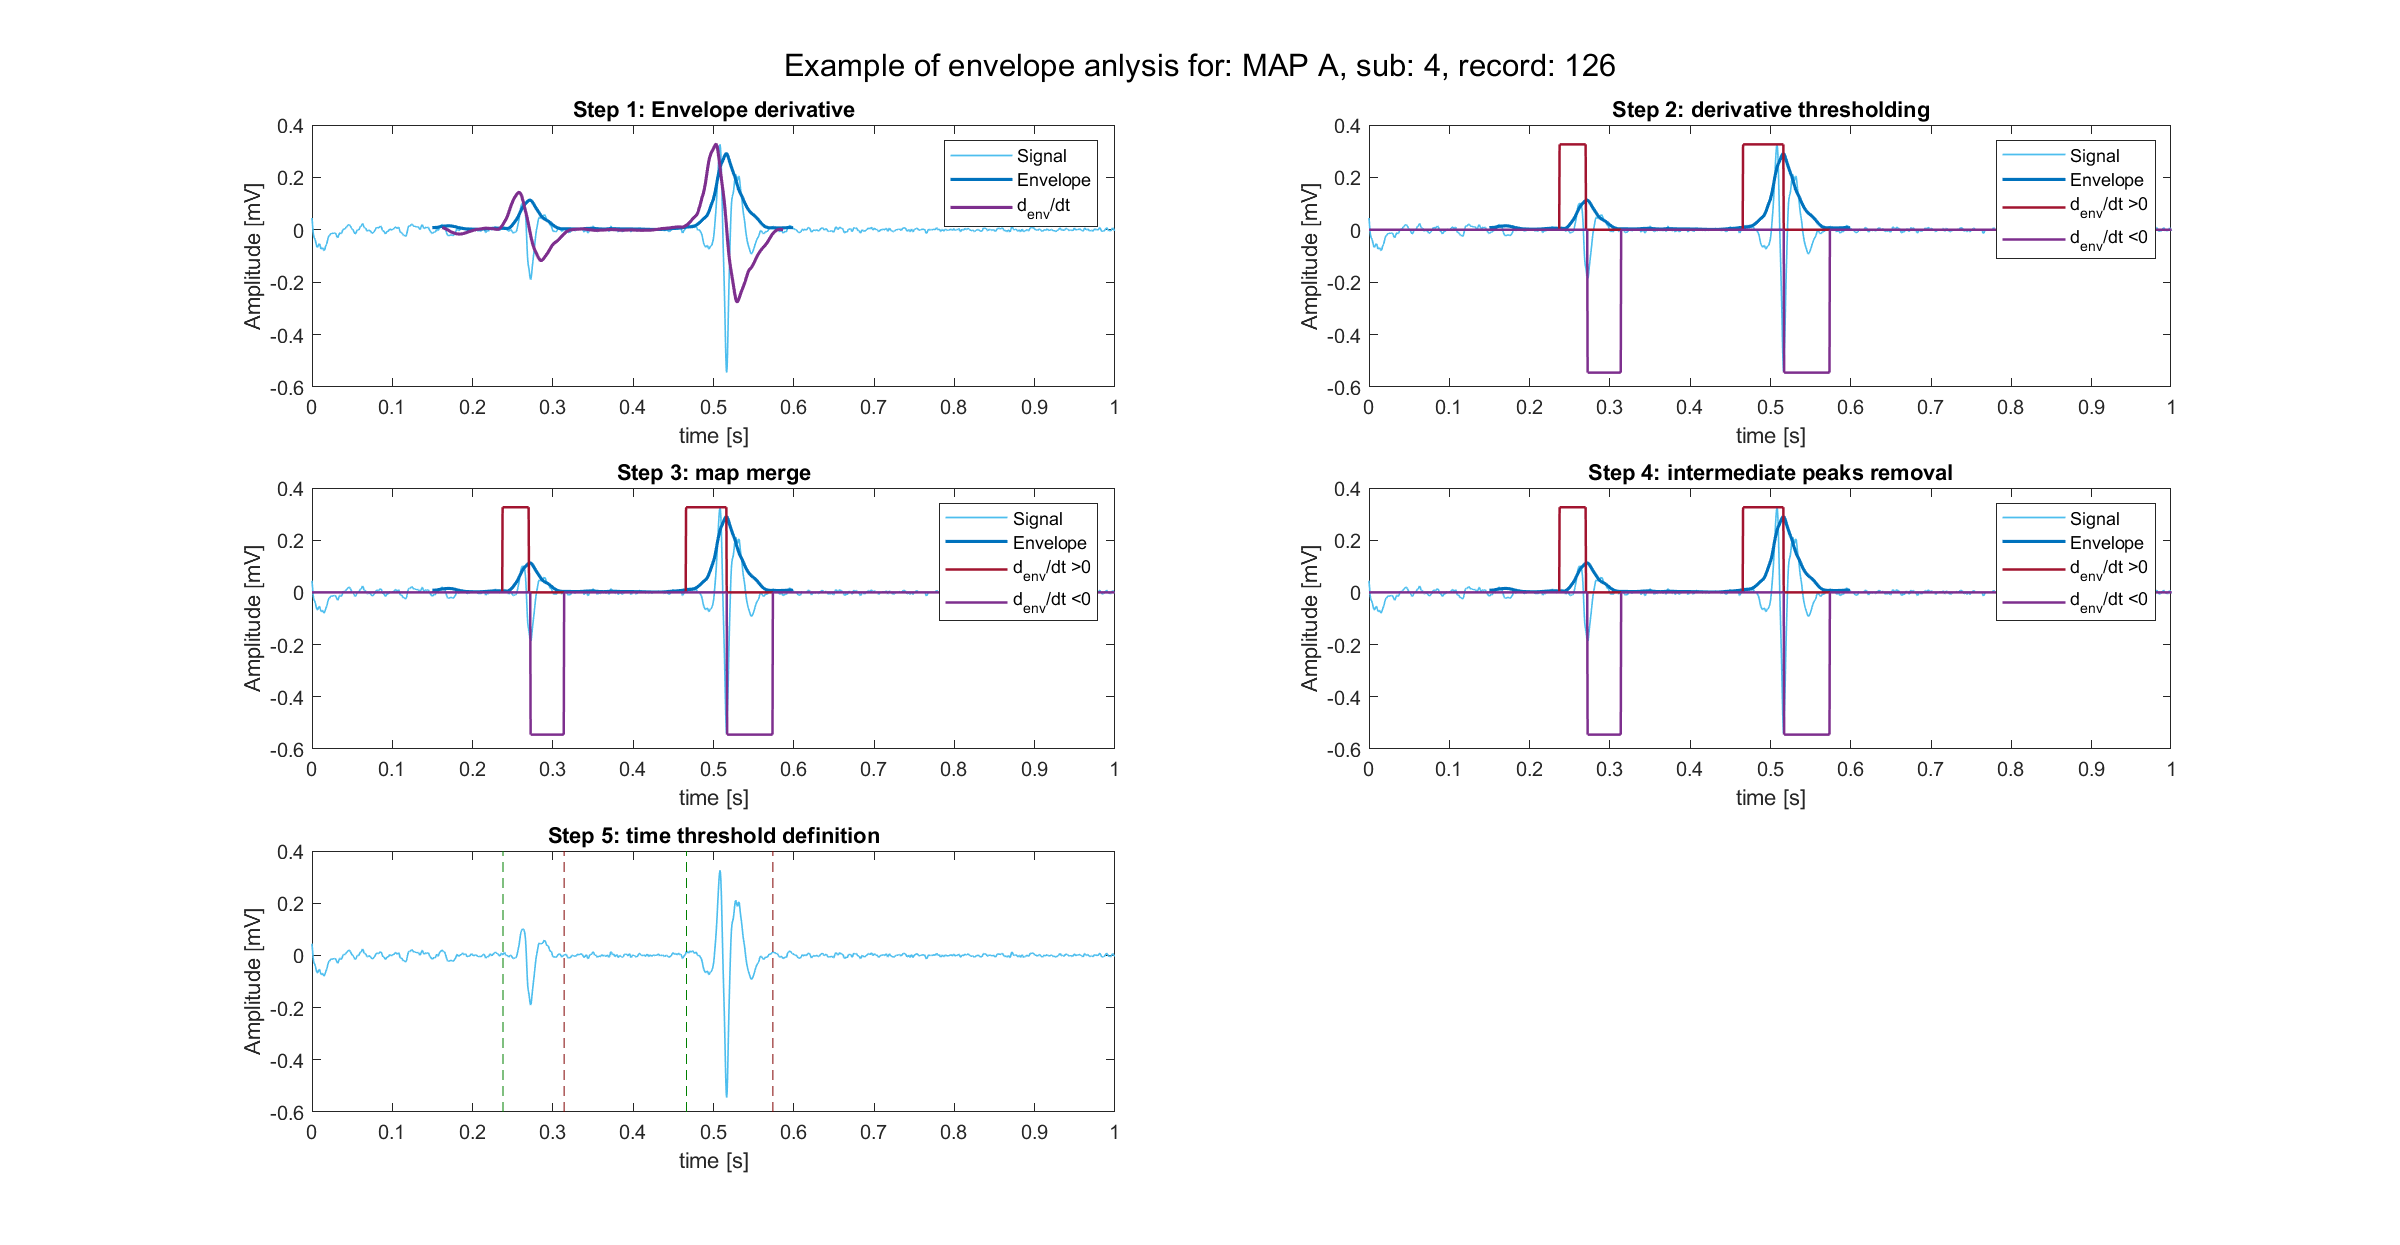 Example of envelope anlysis for: MAP A, sub: 4, record: 126
Step 1: Envelope derivative
Amplitude [mV]
0.4
0.2
0
-0.2
-0.4
-0.6
Signal
Envelope
d_env/dt
0 0.1 0.2 0.3 0.4 0.5 0.6 0.7 0.8 0.9 1
time [s]
Step 2: derivative thresholding
Amplitude [mV]
0.4
0.2
0
-0.2
-0.4
-0.6
Signal
Envelope
d_env/dt >0
d_env/dt <0
0 0.1 0.2 0.3 0.4 0.5 0.6 0.7 0.8 0.9 1
time [s]
Step 3: map merge
Amplitude [mV]
0.4
0.2
0
-0.2
-0.4
-0.6
Signal
Envelope
d_env/dt >0
d_env/dt <0
0 0.1 0.2 0.3 0.4 0.5 0.6 0.7 0.8 0.9 1
time [s]
Step 4: intermediate peaks removal
Amplitude [mV]
0.4
0.2
0
-0.2
-0.4
-0.6
Signal
Envelope
d_env/dt >0
d_env/dt <0
0 0.1 0.2 0.3 0.4 0.5 0.6 0.7 0.8 0.9 1
time [s]
Step 5: time threshold definition
Amplitude [mV]
0.4
0.2
0
-0.2
-0.4
-0.6
0 0.1 0.2 0.3 0.4 0.5 0.6 0.7 0.8 0.9 1
time [s]